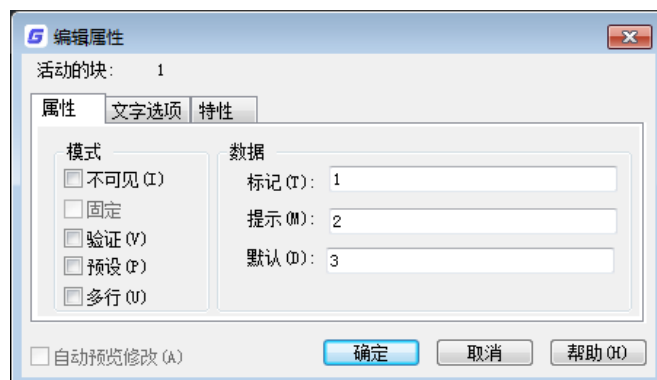 编辑属性
活动的块: 1
属性 文字选项 特性
模式
不可见(I)
固定
验证(V)
预设(P)
多行(U)
数据
标记(T): 1
提示(M): 2
默认(D): 3
自动预览修改(A)
确定 取消 帮助(H)